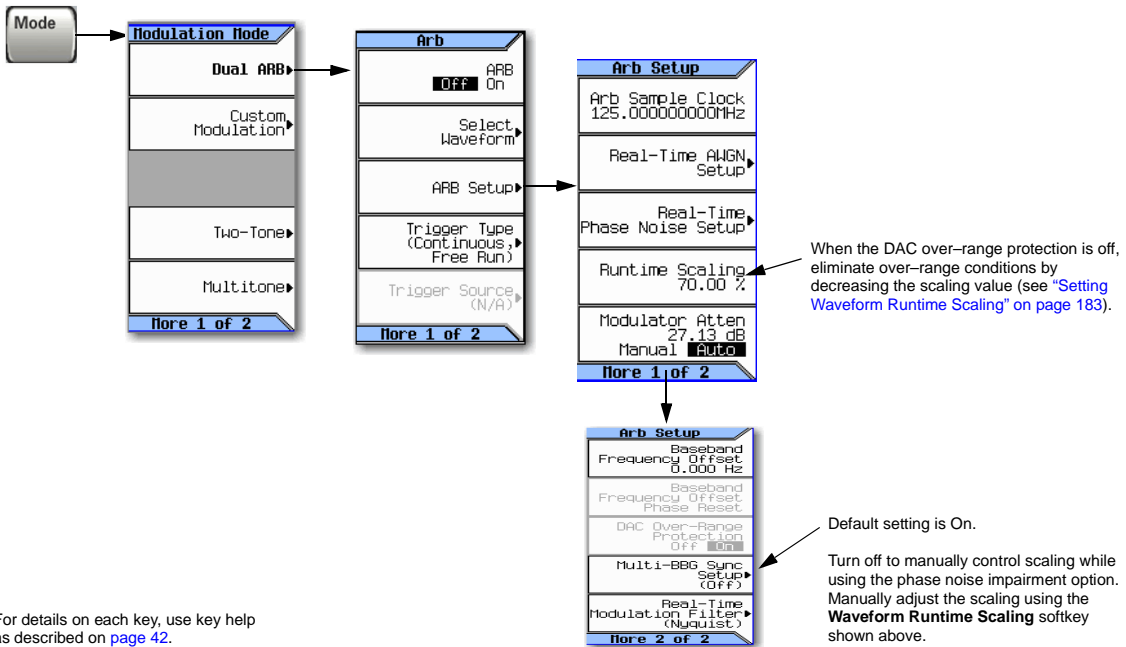 Mode
Modulation Mode
Dual ARB
Custom
Modulation
Two-Tone
Multitone
More 1 of 2
Arb
ARB
Off On
Select
Waveform
ARB Setup
Trigger Type
(Continuous,
Free Run)
Trigger Source
(N/A)
More 1 of 2
Arb Setup
Arb Sample Clock
125.000000000MHz
Real-Time AWGN
Setup
Real-Time
Phase Noise Setup
Runtime Scaling
70.00 %
Modulator Atten
27.13 dB
Manual Auto
More 1 of 2
When the DAC over–range protection is off,
eliminate over–range conditions by
decreasing the scaling value (see “Setting
Waveform Runtime Scaling” on page 183).
Arb Setup
Baseband
Frequency Offset
0.000 Hz
Baseband
Frequency Offset
Phase Reset
DAC Over-Range
Protection
Off On
Multi-BBG Sync
Setup
(Off)
Real-Time
Modulation Filter
(Nyquist)
More 2 of 2
Default setting is On.
Turn off to manually control scaling while
using the phase noise impairment option.
Manually adjust the scaling using the
Waveform Runtime Scaling softkey
shown above.
For details on each key, use key help
as described on page 42.